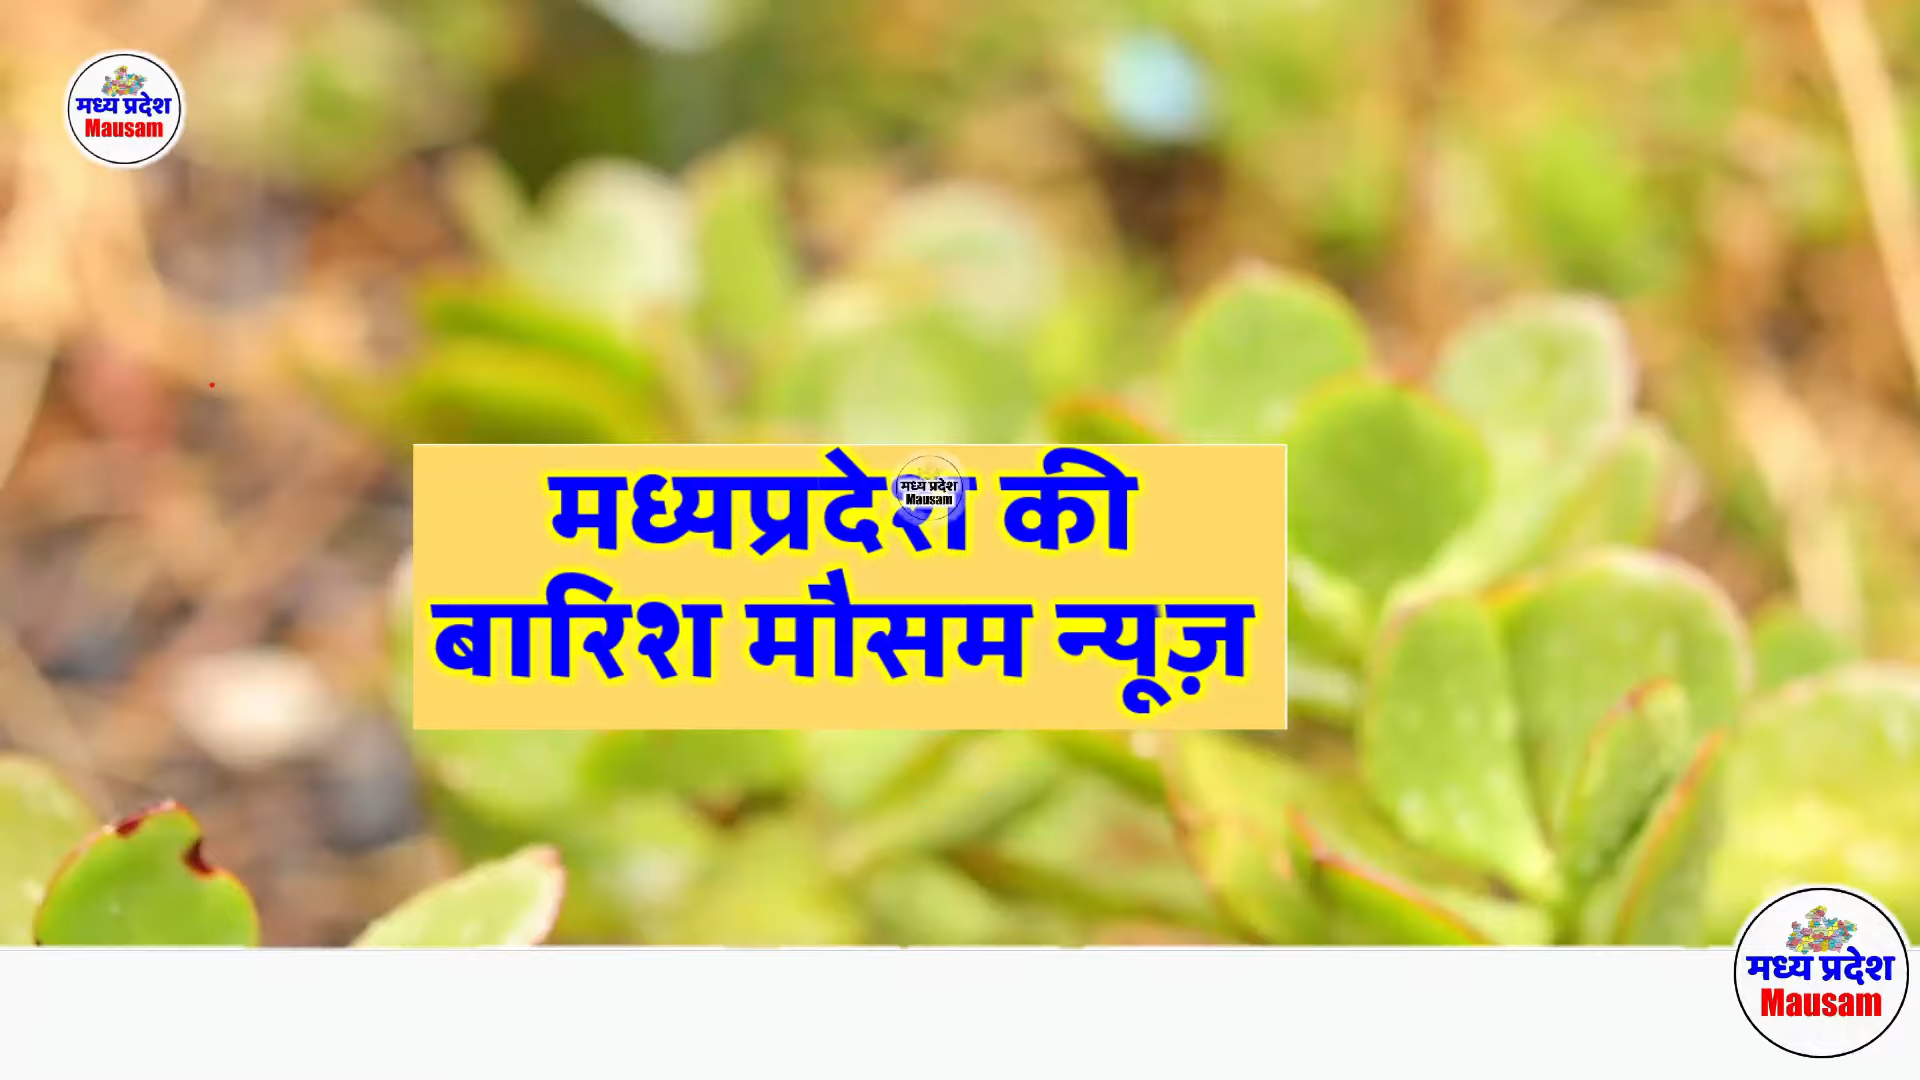 मध्य प्रदेश
Mausam
मध्यप्रदेश की
मध्य प्रदेश
Mausam
बारिश मौसम न्यूज़
मध्य प्रदेश
Mausam